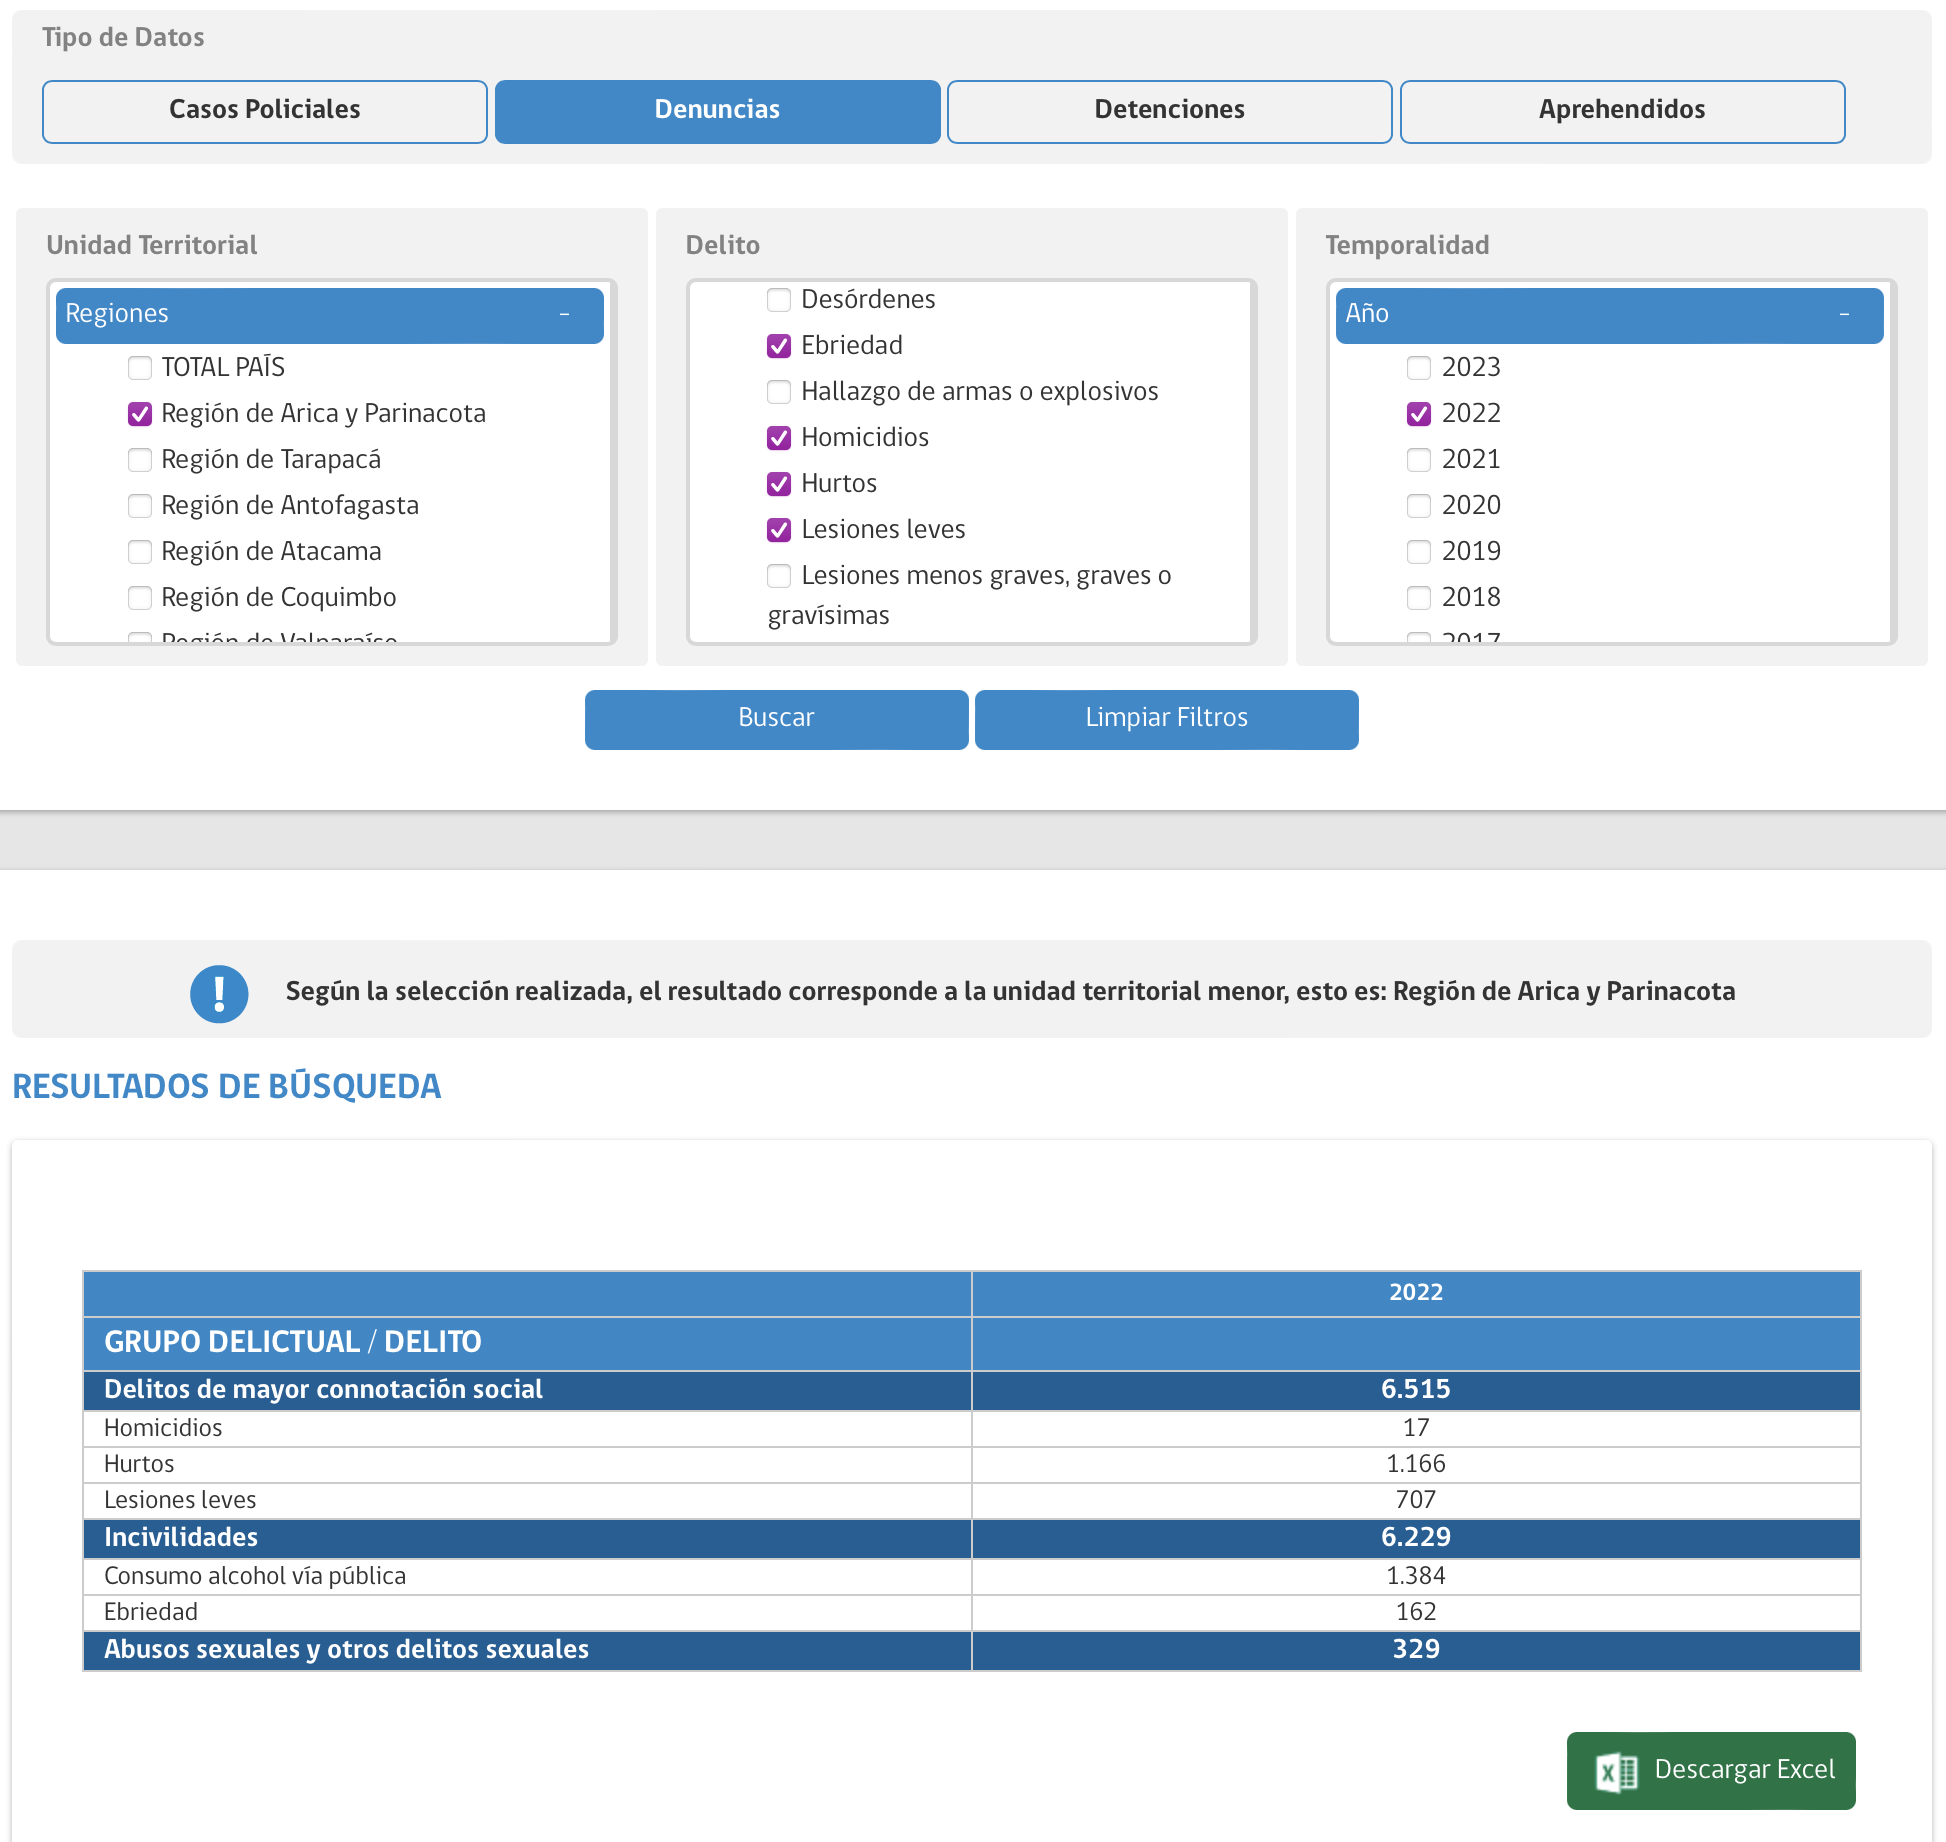 Tipo de Datos
Casos Policiales
Denuncias
Detenciones
Aprehendidos
Unidad Territorial
Regiones -
TOTAL PAÍS
Región de Arica y Parinacota
Región de Tarapacá
Región de Antofagasta
Región de Atacama
Región de Coquimbo
Región de Valparaíso
Delito
Desórdenes
Ebriedad
Hallazgo de armas o explosivos
Homicidios
Hurtos
Lesiones leves
Lesiones menos graves, graves o
gravísimas
Temporalidad
Año -
2023
2022
2021
2020
2019
2018
2017
Buscar
Limpiar Filtros
! Según la selección realizada, el resultado corresponde a la unidad territorial menor, esto es: Región de Arica y Parinacota
RESULTADOS DE BÚSQUEDA
2022
GRUPO DELICTUAL / DELITO
Delitos de mayor connotación social 6.515
Homicidios 17
Hurtos 1.166
Lesiones leves 707
Incivilidades 6.229
Consumo alcohol vía pública 1.384
Ebriedad 162
Abusos sexuales y otros delitos sexuales 329
Descargar Excel